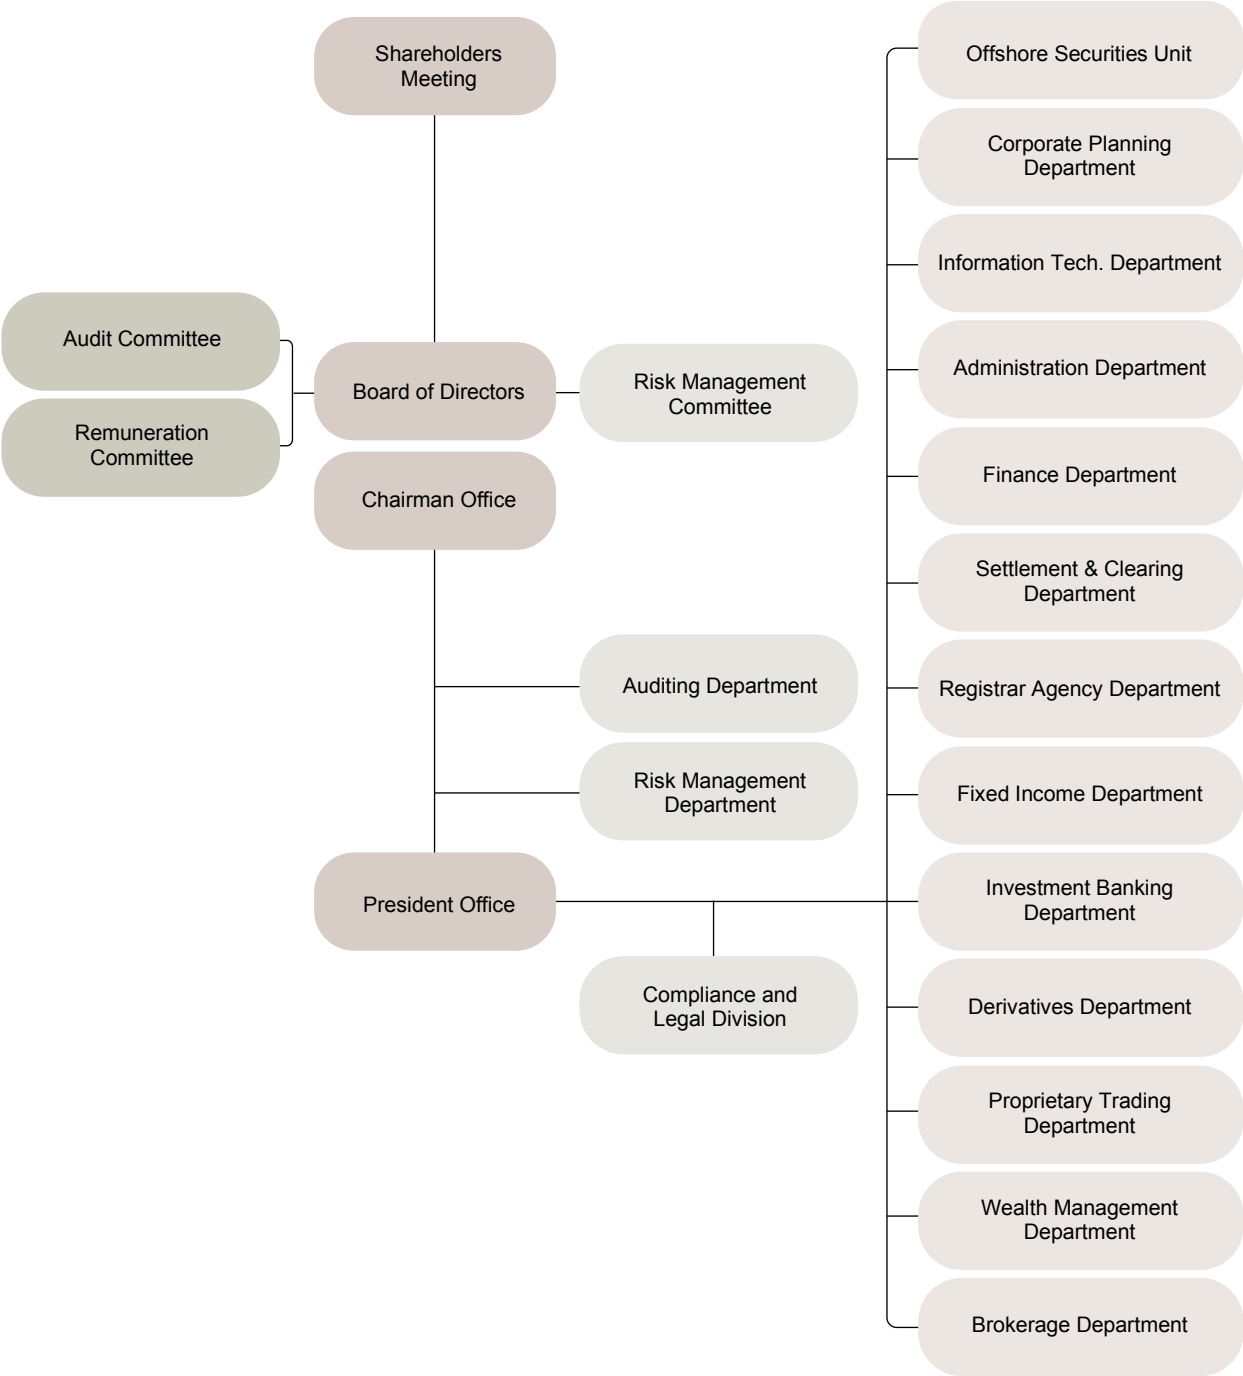 Shareholders
Meeting
Audit Committee
Remuneration
Committee
Board of Directors
Risk Management
Committee
Chairman Office
Auditing Department
Risk Management
Department
President Office
Compliance and
Legal Division
Offshore Securities Unit
Corporate Planning
Department
Information Tech. Department
Administration Department
Finance Department
Settlement & Clearing
Department
Registrar Agency Department
Fixed Income Department
Investment Banking
Department
Derivatives Department
Proprietary Trading
Department
Wealth Management
Department
Brokerage Department